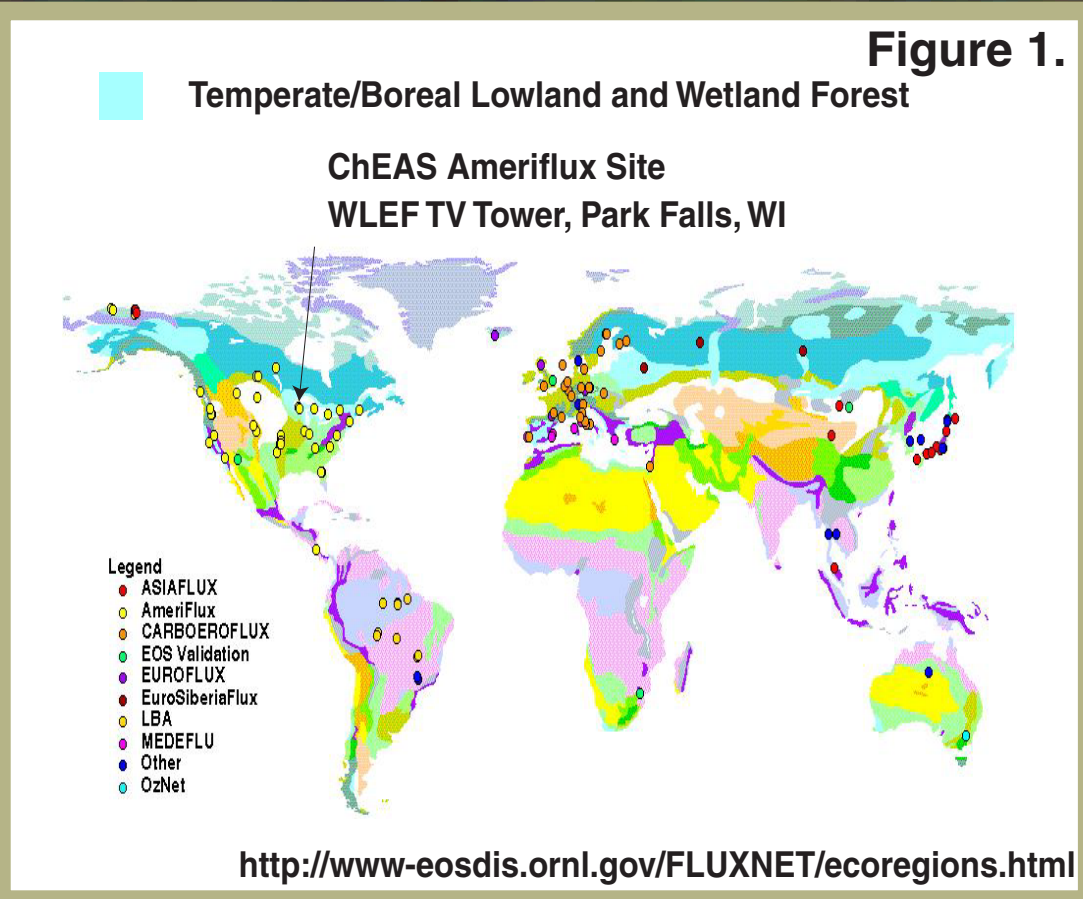 Figure 1.
Temperate/Boreal Lowland and Wetland Forest
ChEAS Ameriflux Site
WLEF TV Tower, Park Falls, WI
Legend
ASIAFLUX
AmeriFlux
CARBOEROFLUX
EOS Validation
EUROFLUX
EuroSiberiaFlux
LBA
MEDEFLU
Other
OzNet
http://www-eosdis.ornl.gov/FLUXNET/ecoregions.html